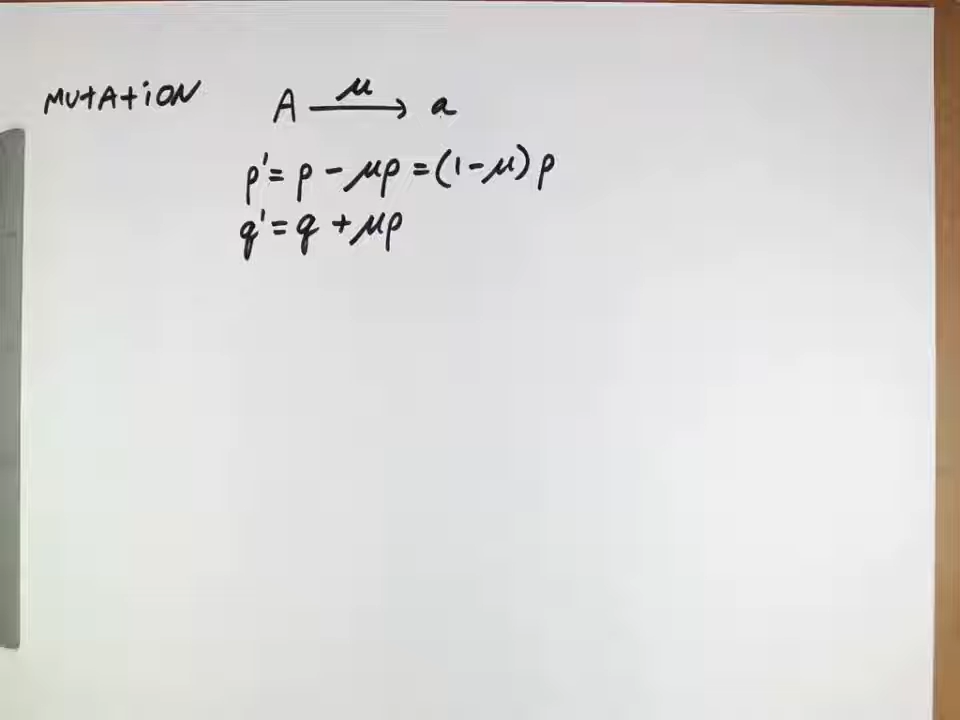 MUtAtiON A μ→ a
p' = p - μp = (1-μ) p
q' = q + μp